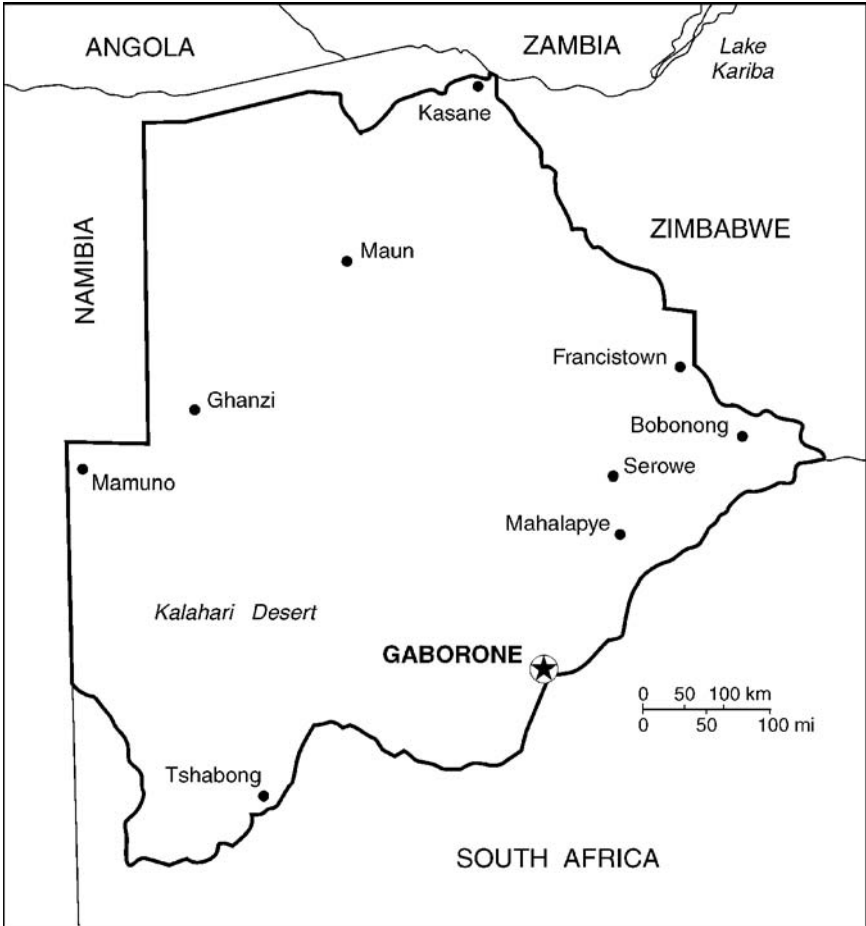 ANGOLA
ZAMBIA
Lake
Kariba
Kasane
NAMIBIA
ZIMBABWE
Maun
Francistown
Ghanzi
Bobonong
Serowe
Mamuno
Mahalapye
Kalahari Desert
GABORONE
0 50 100 km
0 50 100 mi
Tshabong
SOUTH AFRICA